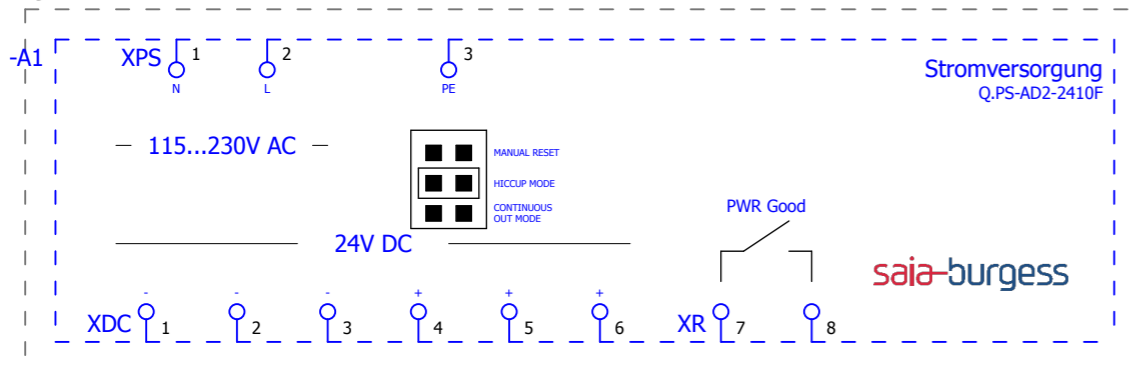 -A1
XPS 1 2 3
N L PE
Stromversorgung
Q.PS-AD2-2410F
115...230V AC
MANUAL RESET
HICCUP MODE
CONTINUOUS
OUT MODE
PWR Good
24V DC
saia-burgess
- - - + + +
XDC 1 2 3 4 5 6 XR 7 8